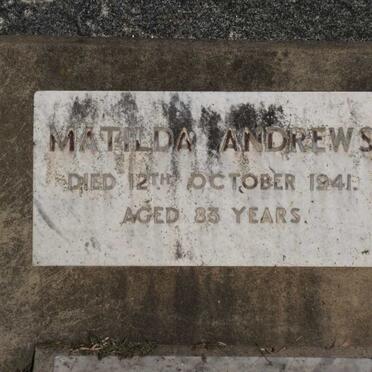 MATILDA ANDREWS
DIED 12TH OCTOBER 1941.
AGED 83 YEARS.